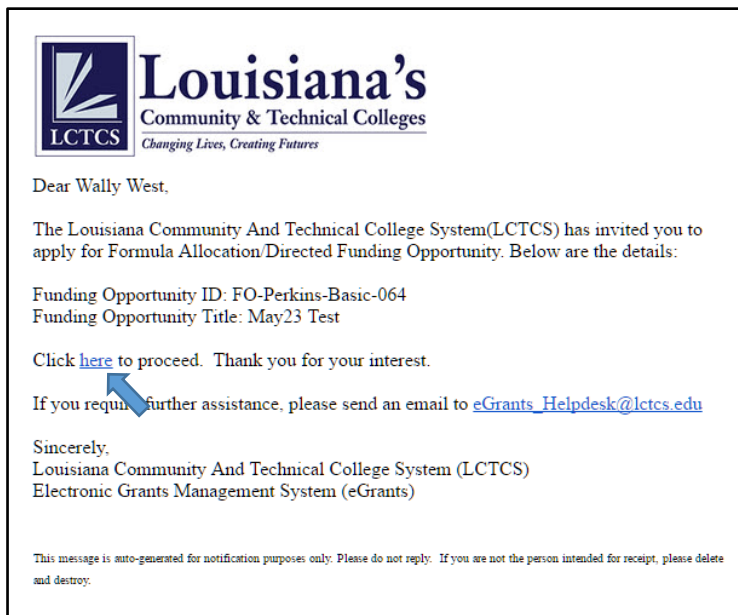 Louisiana's
Community & Technical Colleges
LCTCS
Changing Lives, Creating Futures
Dear Wally West,
The Louisiana Community And Technical College System(LCTCS) has invited you to
apply for Formula Allocation/Directed Funding Opportunity. Below are the details:
Funding Opportunity ID: FO-Perkins-Basic-064
Funding Opportunity Title: May23 Test
Click here to proceed.  Thank you for your interest.
If you require further assistance, please send an email to eGrants_Helpdesk@lctcs.edu
Sincerely,
Louisiana Community And Technical College System (LCTCS)
Electronic Grants Management System (eGrants)
This message is auto-generated for notification purposes only. Please do not reply.  If you are not the person intended for receipt, please delete
and destroy.